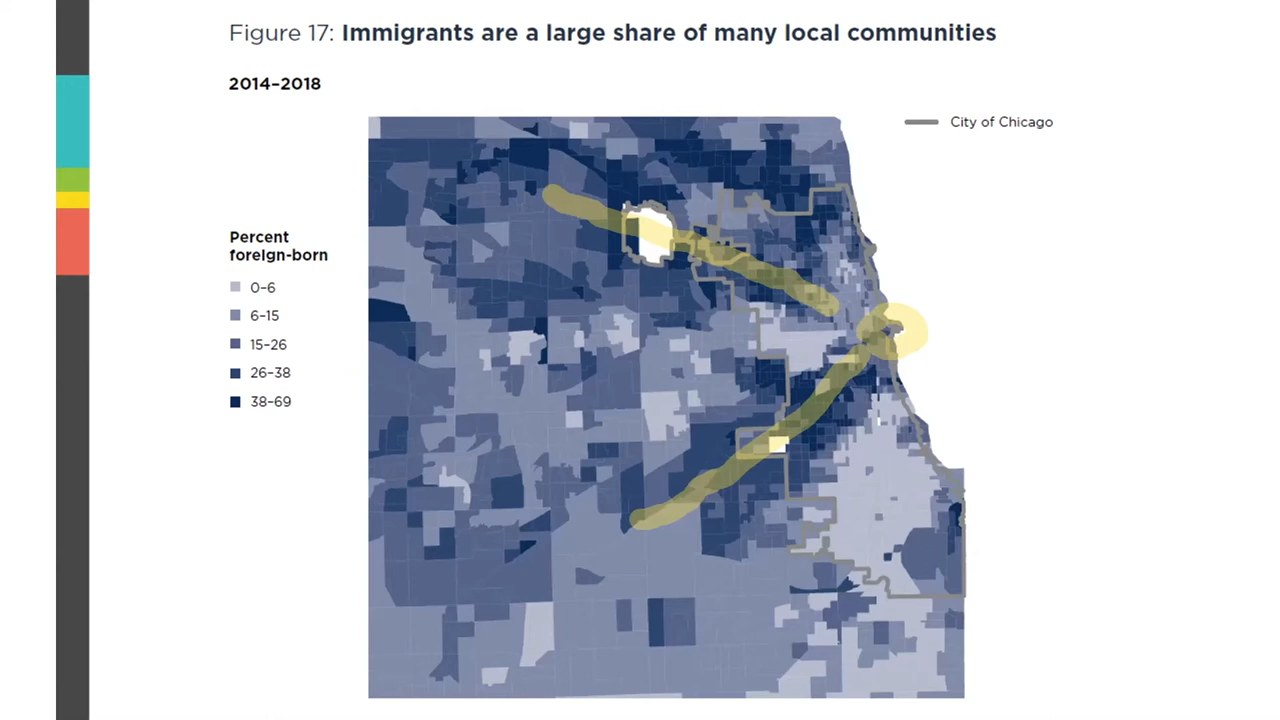 Figure 17: Immigrants are a large share of many local communities
2014–2018
City of Chicago
Percent
foreign-born
0–6
6–15
15–26
26–38
38–69